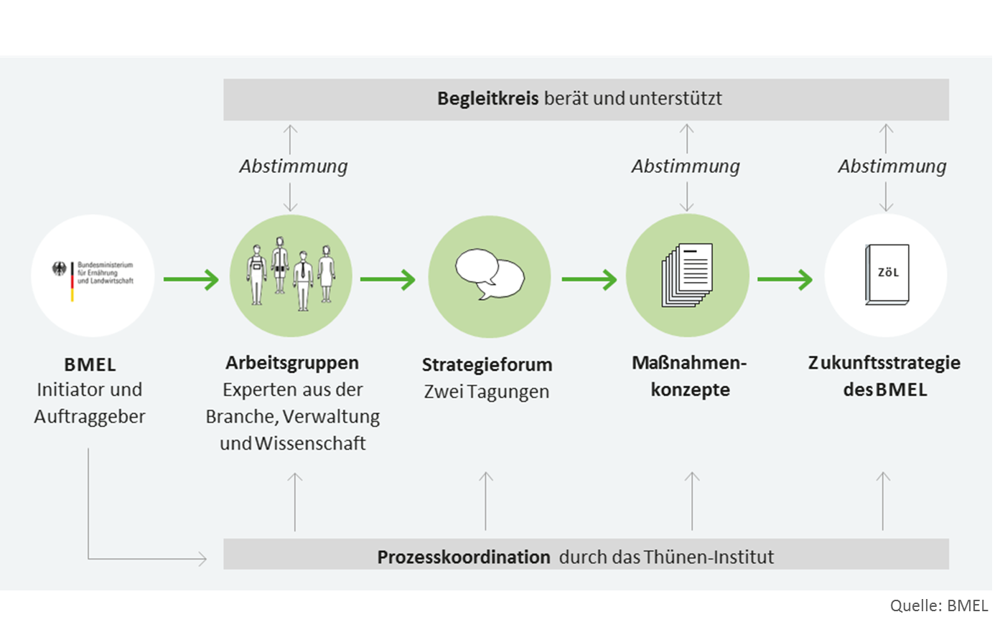 Begleitkreis berät und unterstützt
Abstimmung
Abstimmung
Abstimmung
Bundesministerium
für Ernährung
und Landwirtschaft
ZöL
BMEL
Initiator und
Auftraggeber
Arbeitsgruppen
Experten aus der
Branche, Verwaltung
und Wissenschaft
Strategieforum
Zwei Tagungen
Maßnahmen-
konzepte
Zukunftsstrategie
des BMEL
Prozesskoordination durch das Thünen-Institut
Quelle: BMEL